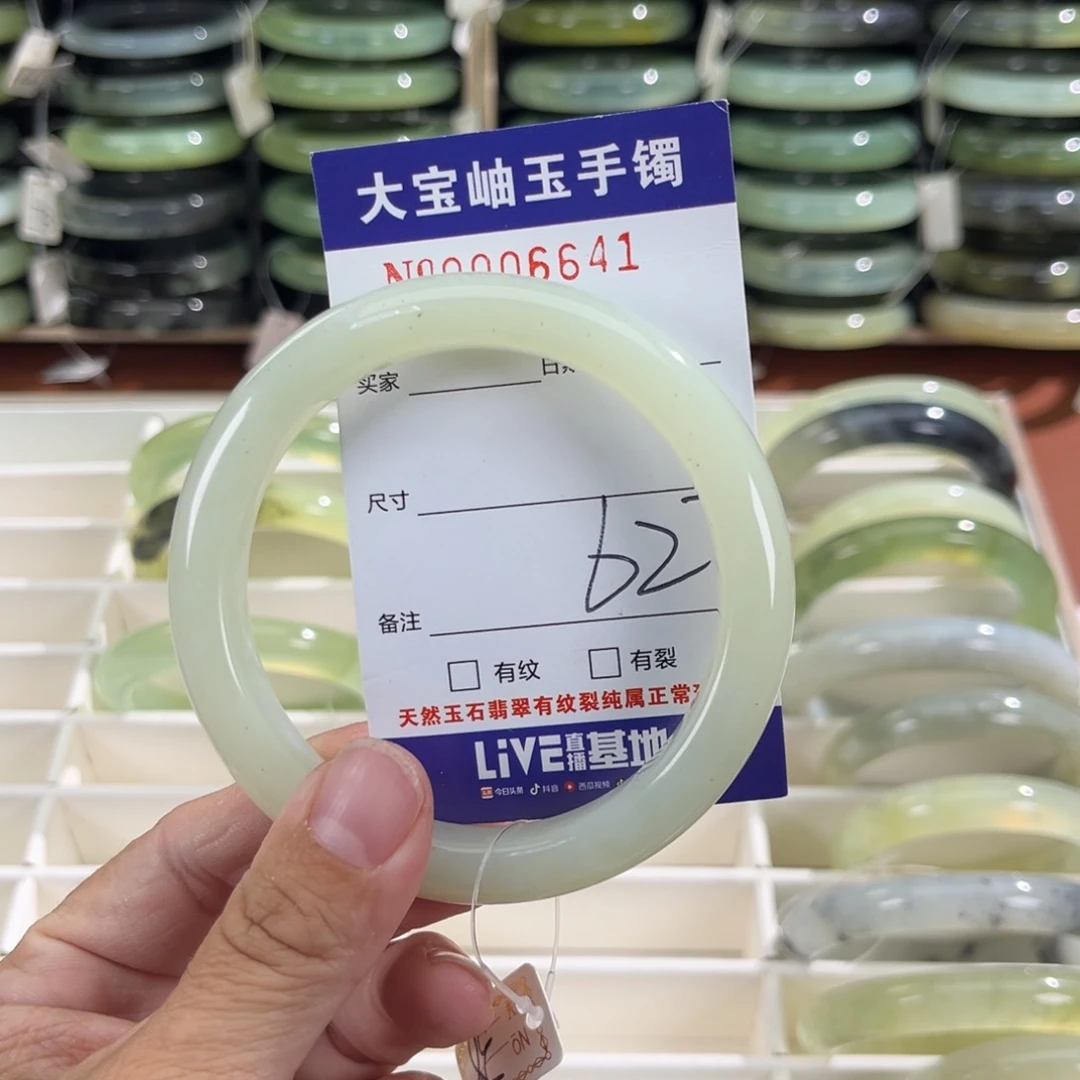 大宝岫玉手镯
№0006641
买家
尺寸
62
备注
有纹 有裂
天然玉石翡翠有纹裂纯属正常
LiVE直播基地
今日头条 抖音 西瓜视频